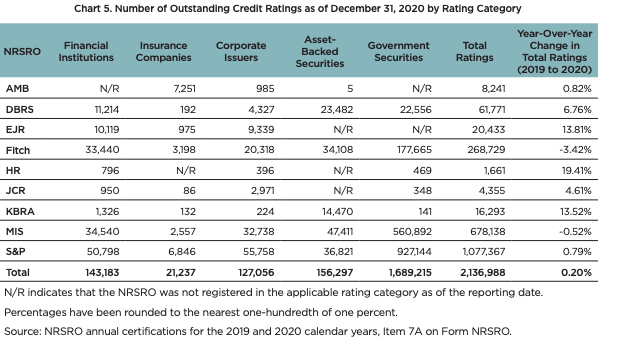 Chart 5. Number of Outstanding Credit Ratings as of December 31, 2020 by Rating Category
NRSRO Financial Institutions Insurance Companies Corporate Issuers Asset-Backed Securities Government Securities Total Ratings Year-Over-Year Change in Total Ratings (2019 to 2020)
AMB N/R 7,251 985 5 N/R 8,241 0.82%
DBRS 11,214 192 4,327 23,482 22,556 61,771 6.76%
EJR 10,119 975 9,339 N/R N/R 20,433 13.81%
Fitch 33,440 3,198 20,318 34,108 177,665 268,729 -3.42%
HR 796 N/R 396 N/R 469 1,661 19.41%
JCR 950 86 2,971 N/R 348 4,355 4.61%
KBRA 1,326 132 224 14,470 141 16,293 13.52%
MIS 34,540 2,557 32,738 47,411 560,892 678,138 -0.52%
S&P 50,798 6,846 55,758 36,821 927,144 1,077,367 0.79%
Total 143,183 21,237 127,056 156,297 1,689,215 2,136,988 0.20%
N/R indicates that the NRSRO was not registered in the applicable rating category as of the reporting date.
Percentages have been rounded to the nearest one-hundredth of one percent.
Source: NRSRO annual certifications for the 2019 and 2020 calendar years, Item 7A on Form NRSRO.